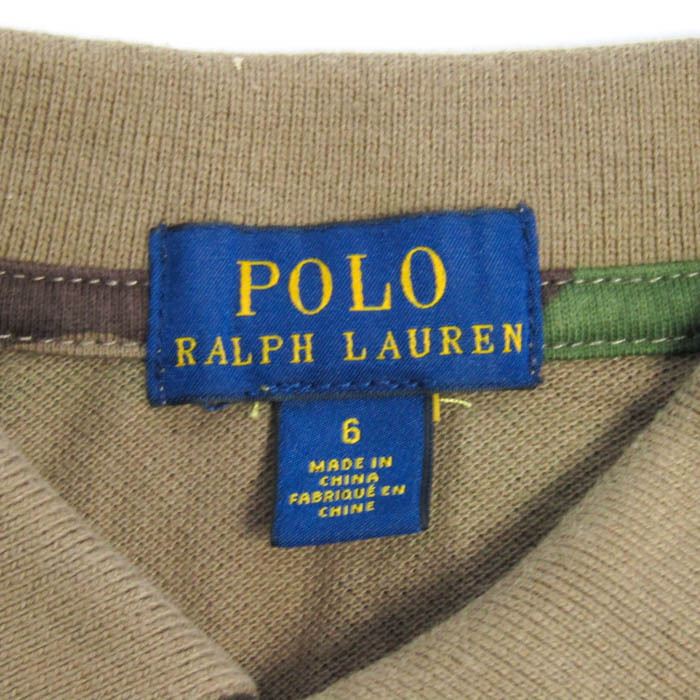 POLO
RALPH LAUREN
6
MADE IN
CHINA
FABRIQUÉ EN
CHINE